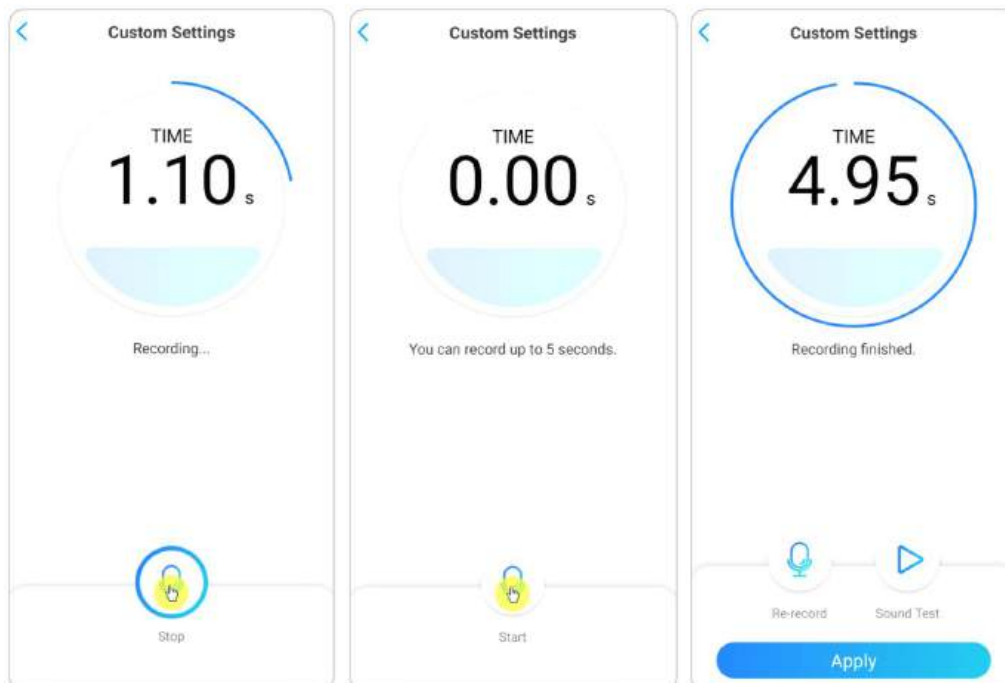 Custom Settings
TIME
1.10 s
Recording...
Stop
Custom Settings
TIME
0.00 s
You can record up to 5 seconds.
Start
Custom Settings
TIME
4.95 s
Recording finished.
Re-record
Sound Test
Apply